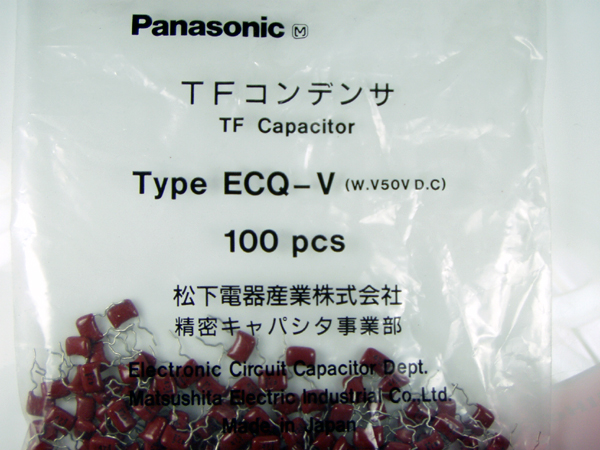 Panasonic M
TFコンデンサ
TF Capacitor
Type ECQ-V (W.V50V D.C)
100 pcs
松下電器産業株式会社
精密キャパシタ事業部
Electronic Circuit Capacitor Dept.
Matsushita Electric Industrial Co.,Ltd.
Made in Japan